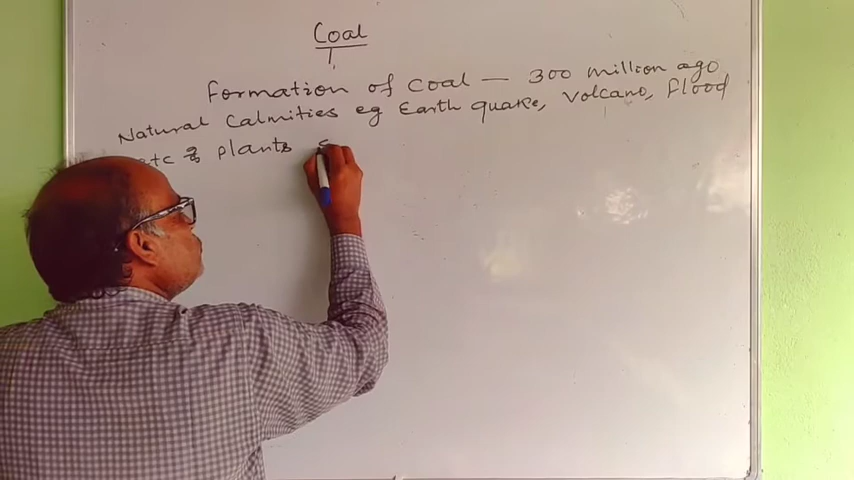 Coal
Formation of coal — 300 million ago
Natural Calmities eg Earth quake, Volcano, flood
etc & plants